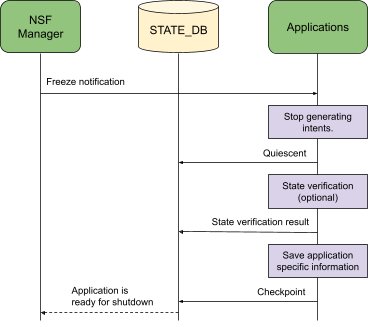 NSF
Manager
STATE_DB
Applications
Freeze notification
Stop generating
intents.
Quiescent
State verification
(optional)
State verification result
Save application
specific information
Checkpoint
Application is
ready for shutdown